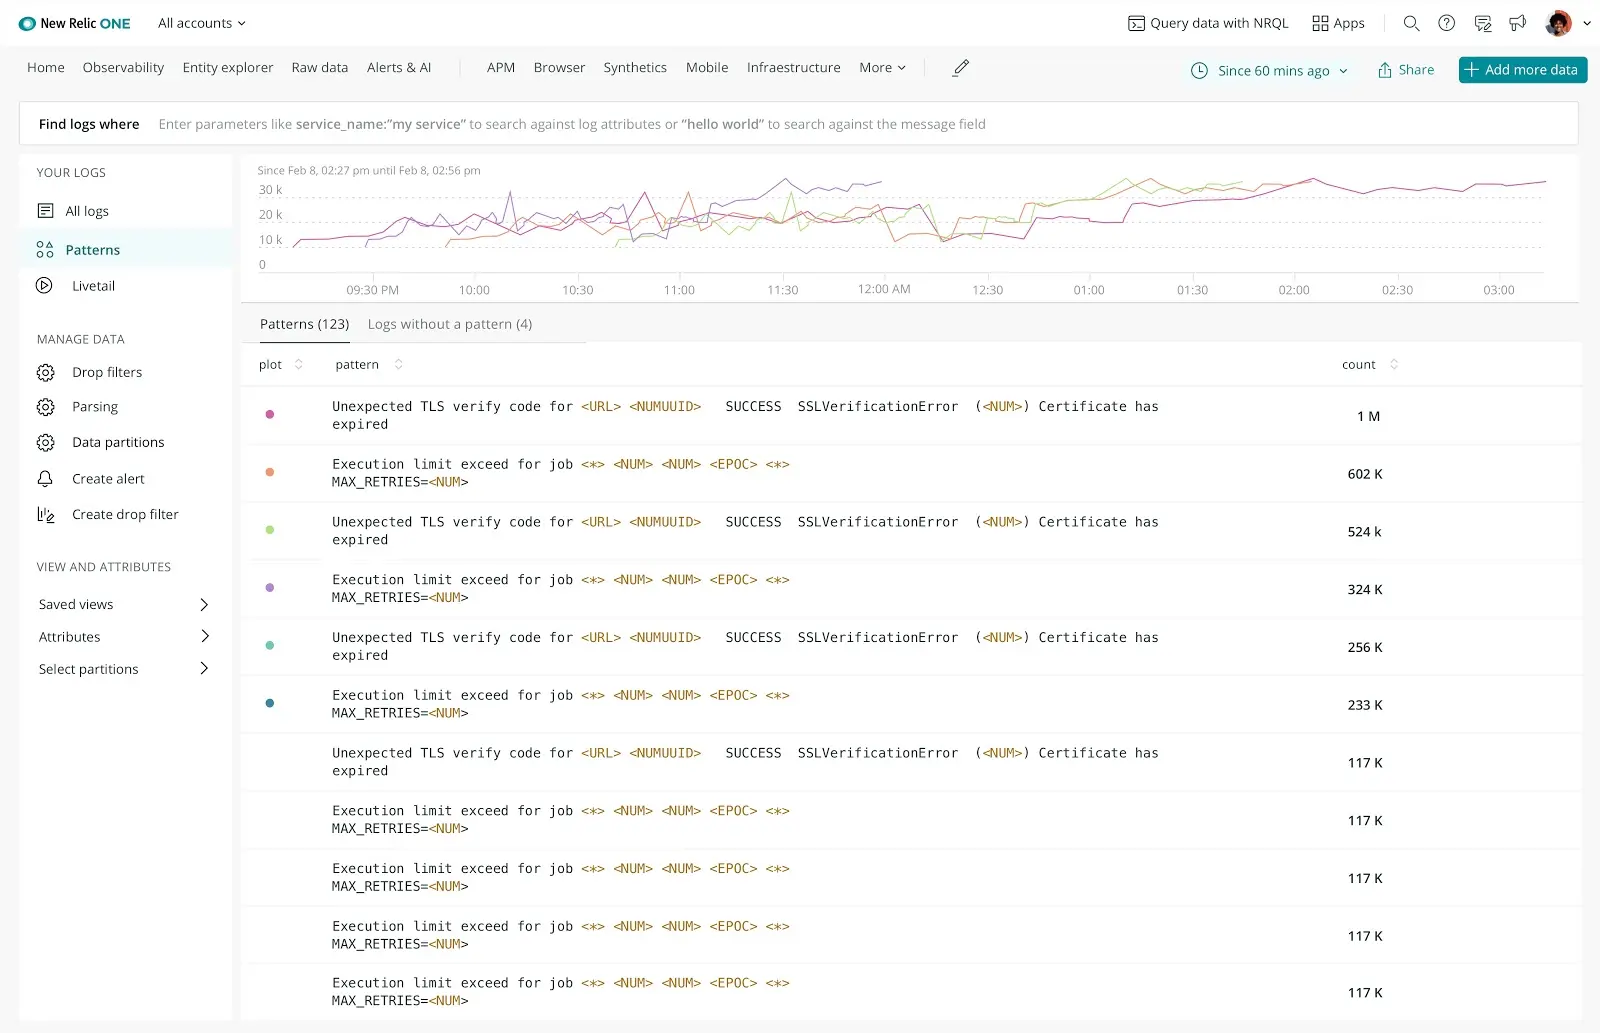 New Relic ONE
All accounts
Query data with NRQL
Apps
Home
Observability
Entity explorer
Raw data
Alerts & AI
APM
Browser
Synthetics
Mobile
Infraestructure
More
Since 60 mins ago
Share
Add more data
Find logs where
Enter parameters like service_name:"my service" to search against log attributes or "hello world" to search against the message field
YOUR LOGS
All logs
Patterns
Livetail
MANAGE DATA
Drop filters
Parsing
Data partitions
Create alert
Create drop filter
VIEW AND ATTRIBUTES
Saved views
Attributes
Select partitions
Since Feb 8, 02:27 pm until Feb 8, 02:56 pm
30 k
20 k
10 k
0
09:30 PM
10:00
10:30
11:00
11:30
12:00 AM
12:30
01:00
01:30
02:00
02:30
03:00
Patterns (123)
Logs without a pattern (4)
plot
pattern
count
Unexpected TLS verify code for <URL> <NUMUUID> SUCCESS SSLVerificationError (<NUM>) Certificate has
expired
1 M
Execution limit exceed for job <*> <NUM> <NUM> <EPOC> <*>
MAX_RETRIES=<NUM>
602 K
Unexpected TLS verify code for <URL> <NUMUUID> SUCCESS SSLVerificationError (<NUM>) Certificate has
expired
524 k
Execution limit exceed for job <*> <NUM> <NUM> <EPOC> <*>
MAX_RETRIES=<NUM>
324 K
Unexpected TLS verify code for <URL> <NUMUUID> SUCCESS SSLVerificationError (<NUM>) Certificate has
expired
256 K
Execution limit exceed for job <*> <NUM> <NUM> <EPOC> <*>
MAX_RETRIES=<NUM>
233 K
Unexpected TLS verify code for <URL> <NUMUUID> SUCCESS SSLVerificationError (<NUM>) Certificate has
expired
117 K
Execution limit exceed for job <*> <NUM> <NUM> <EPOC> <*>
MAX_RETRIES=<NUM>
117 K
Execution limit exceed for job <*> <NUM> <NUM> <EPOC> <*>
MAX_RETRIES=<NUM>
117 K
Execution limit exceed for job <*> <NUM> <NUM> <EPOC> <*>
MAX_RETRIES=<NUM>
117 K
Execution limit exceed for job <*> <NUM> <NUM> <EPOC> <*>
MAX_RETRIES=<NUM>
117 K